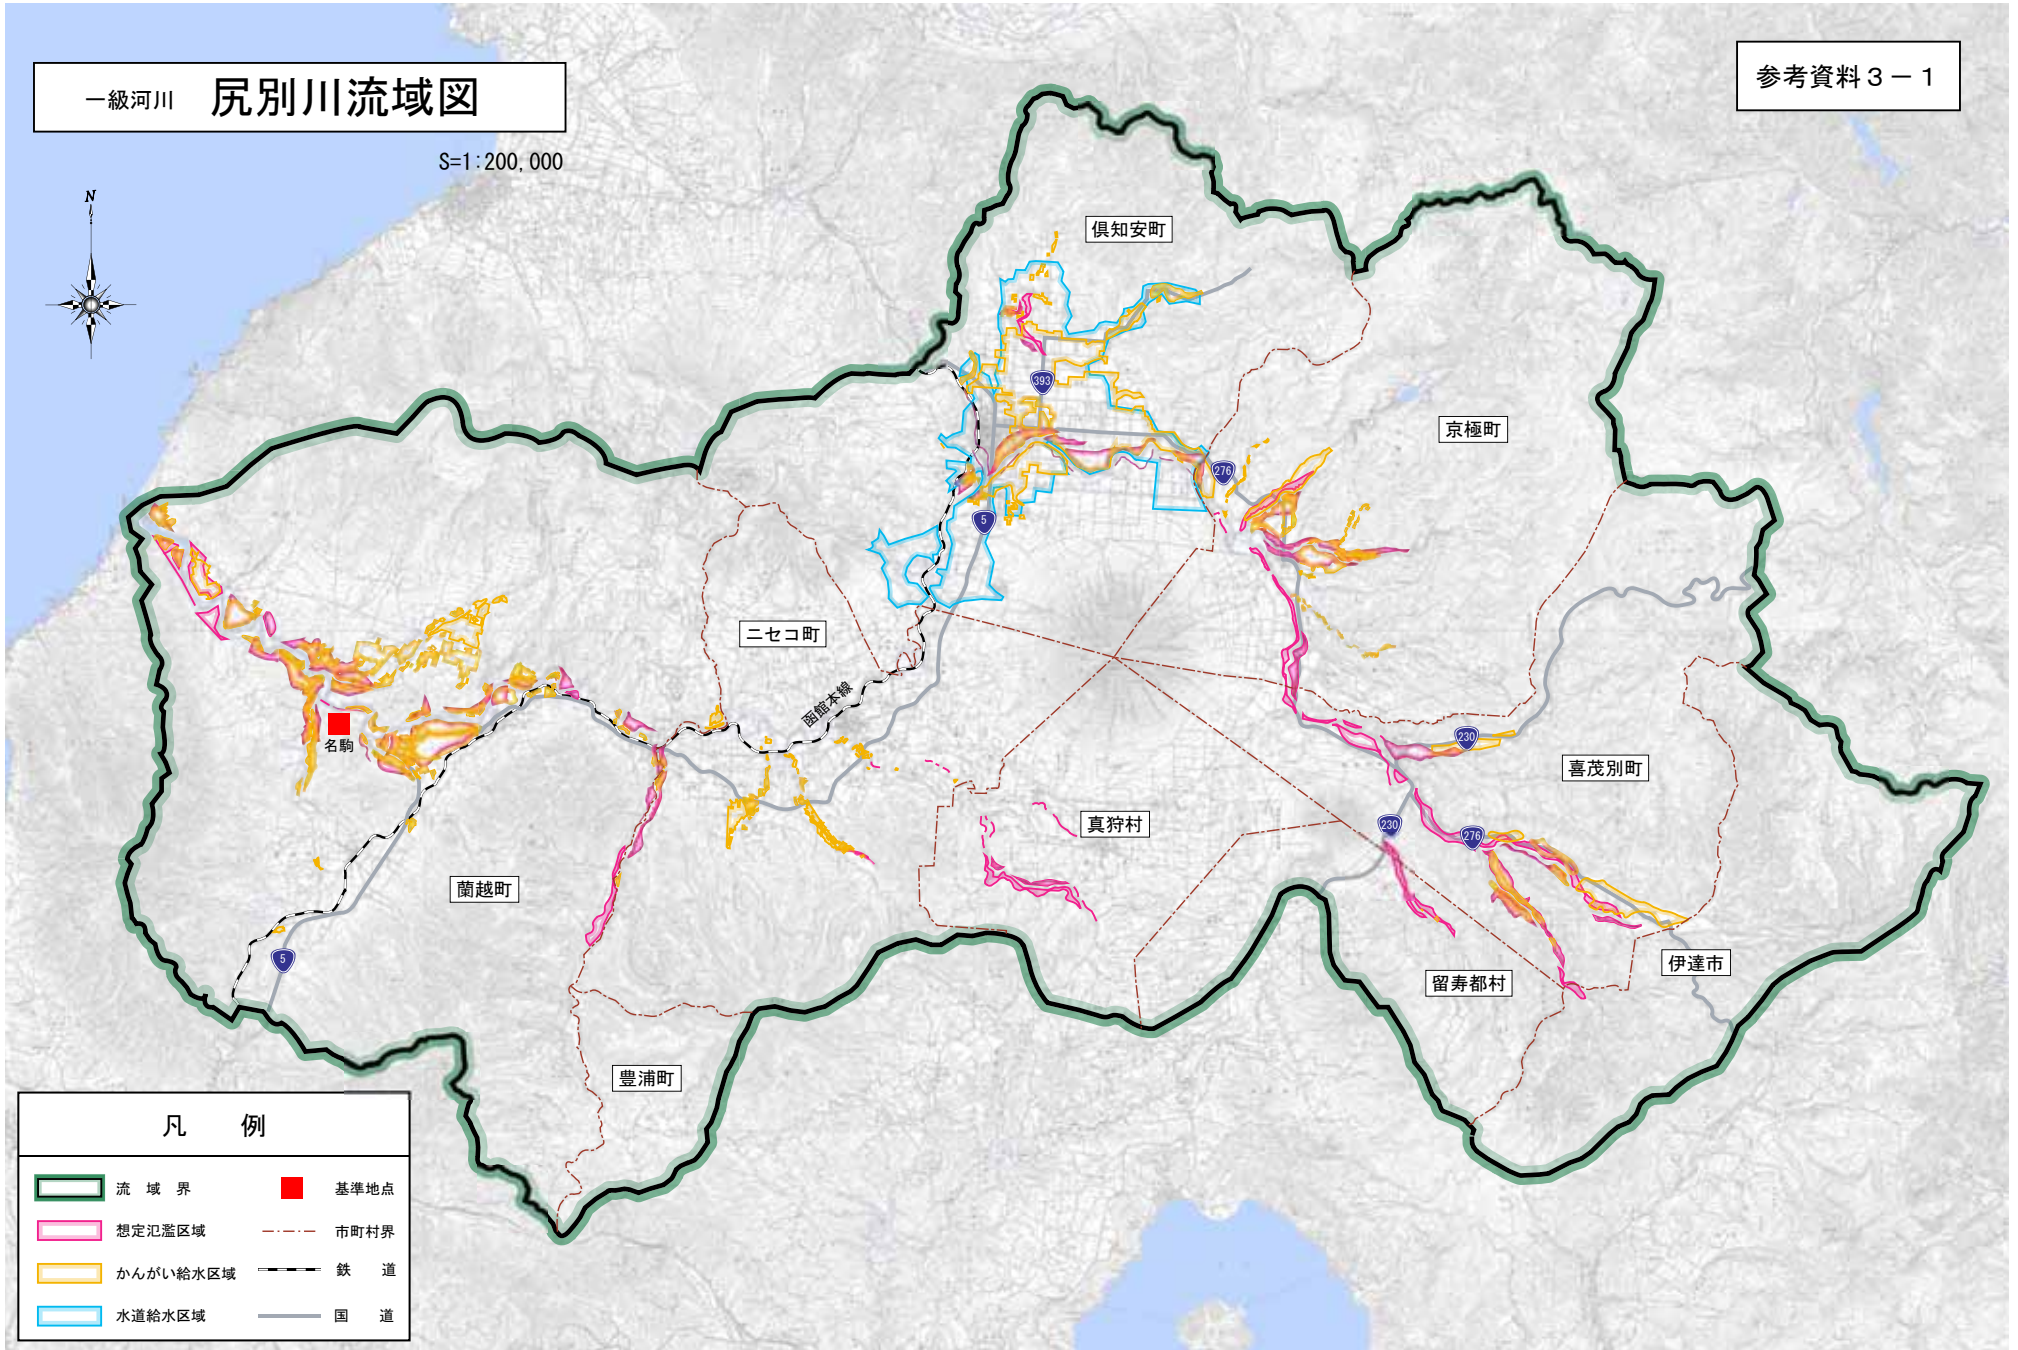 一級河川 尻別川流域図
S=1:200,000
参考資料3-1
N
倶知安町
393
京極町
276
5
ニセコ町
函館本線
名駒
230
喜茂別町
真狩村
230
276
蘭越町
5
伊達市
留寿都村
豊浦町
凡 例
流 域 界
基準地点
想定氾濫区域
市町村界
かんがい給水区域
鉄 道
水道給水区域
国 道